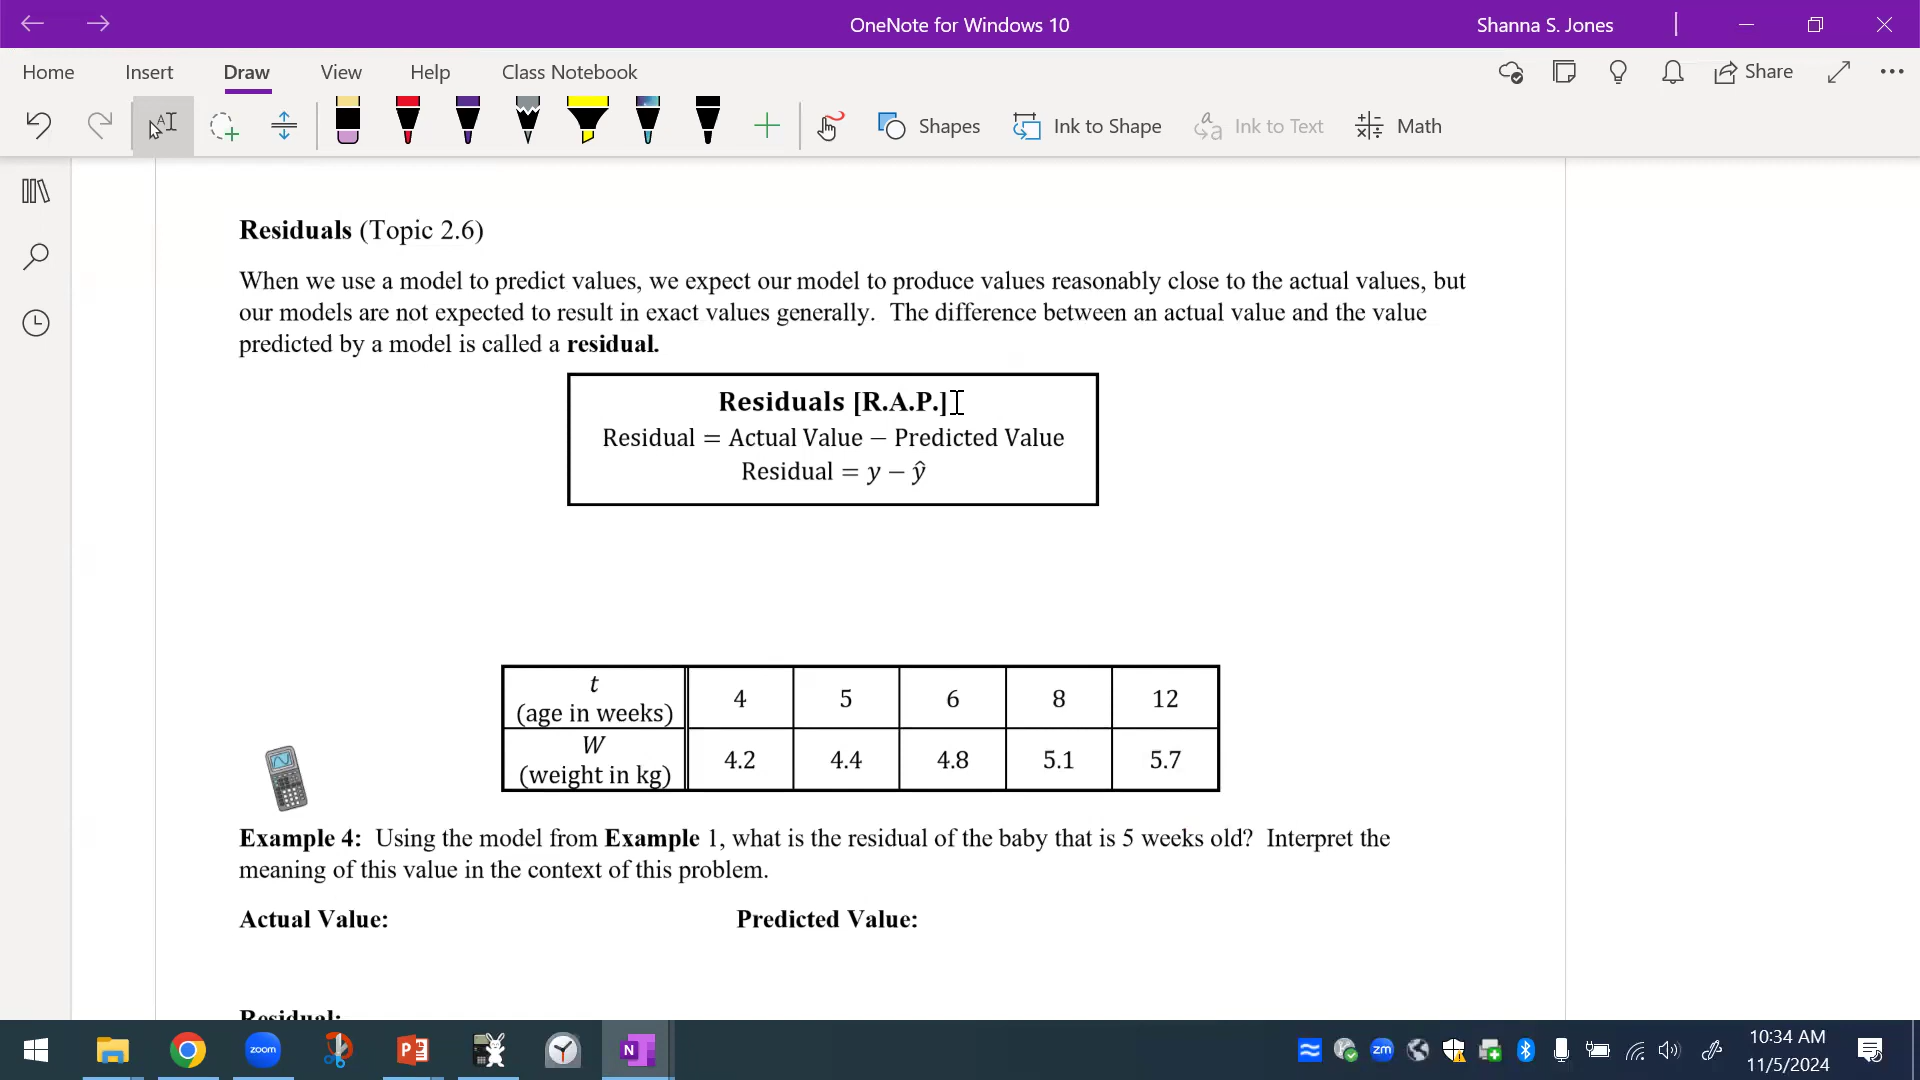 OneNote for Windows 10
Shanna S. Jones
Home Insert Draw View Help Class Notebook
Share
Shapes Ink to Shape Ink to Text Math
Residuals (Topic 2.6)
When we use a model to predict values, we expect our model to produce values reasonably close to the actual values, but
our models are not expected to result in exact values generally. The difference between an actual value and the value
predicted by a model is called a residual.
Residuals [R.A.P.]
Residual = Actual Value − Predicted Value
Residual = y − ŷ
t
(age in weeks) 4 5 6 8 12
W
(weight in kg) 4.2 4.4 4.8 5.1 5.7
Example 4: Using the model from Example 1, what is the residual of the baby that is 5 weeks old? Interpret the
meaning of this value in the context of this problem.
Actual Value: Predicted Value:
Residual:
zoom
zm
10:34 AM
11/5/2024